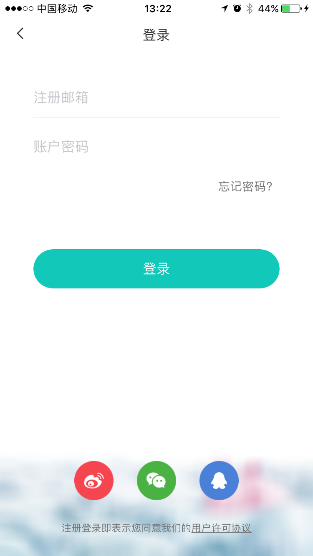 中国移动 13:22 44%
登录
注册邮箱
账户密码
忘记密码?
登录
注册登录即表示您同意我们的用户许可协议